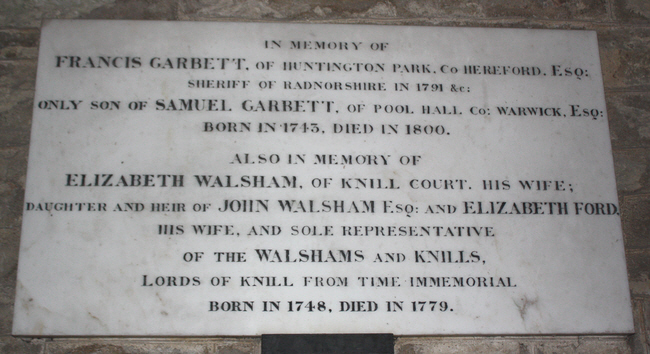 IN MEMORY OF
FRANCIS GARBETT, OF HUNTINGTON PARK, Co HEREFORD, ESQ:
SHERIFF OF RADNORSHIRE IN 1791 &c:
ONLY SON OF SAMUEL GARBETT, OF POOL HALL Co: WARWICK, ESQ:
BORN IN 1743, DIED IN 1800.
ALSO IN MEMORY OF
ELIZABETH WALSHAM, OF KNILL COURT, HIS WIFE;
DAUGHTER AND HEIR OF JOHN WALSHAM ESQ: AND ELIZABETH FORD,
HIS WIFE, AND SOLE REPRESENTATIVE
OF THE WALSHAMS AND KNILLS,
LORDS OF KNILL FROM TIME IMMEMORIAL
BORN IN 1748, DIED IN 1779.